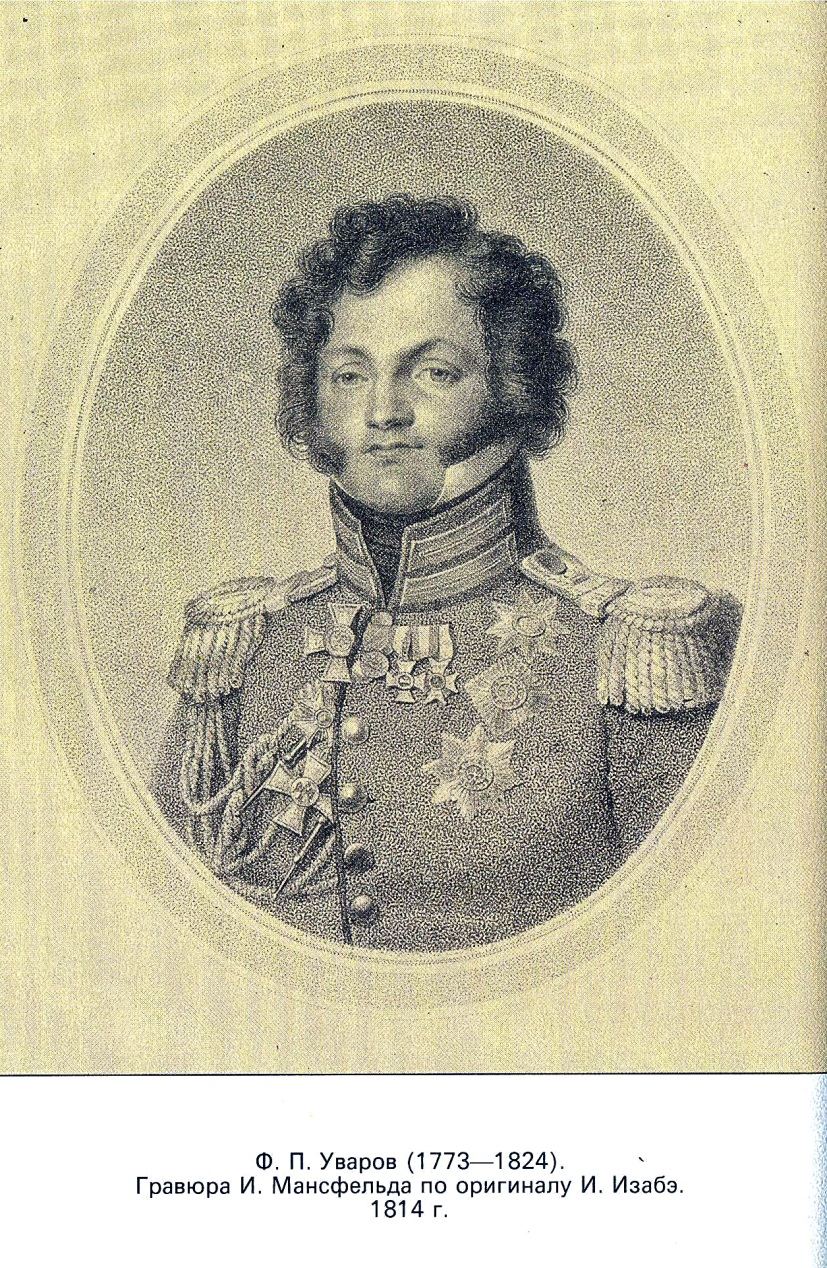 Ф. П. Уваров (1773—1824).
Гравюра И. Мансфельда по оригиналу И. Изабэ.
1814 г.